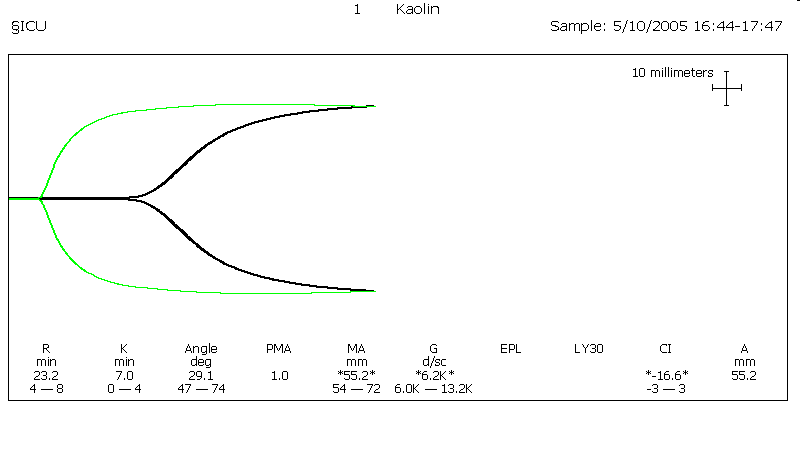 1 Kaolin
§ICU
Sample: 5/10/2005 16:44-17:47
10 millimeters
R K Angle PMA MA G EPL LY30 CI A
min min deg mm d/sc mm
23.2 7.0 29.1 1.0 *55.2* *6.2K* *-16.6* 55.2
4 — 8 0 — 4 47 — 74 54 — 72 6.0K — 13.2K -3 — 3